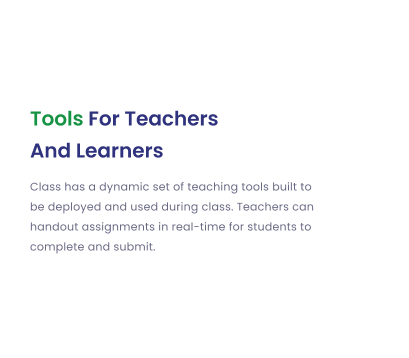 Tools For Teachers
And Learners
Class has a dynamic set of teaching tools built to
be deployed and used during class. Teachers can
handout assignments in real-time for students to
complete and submit.